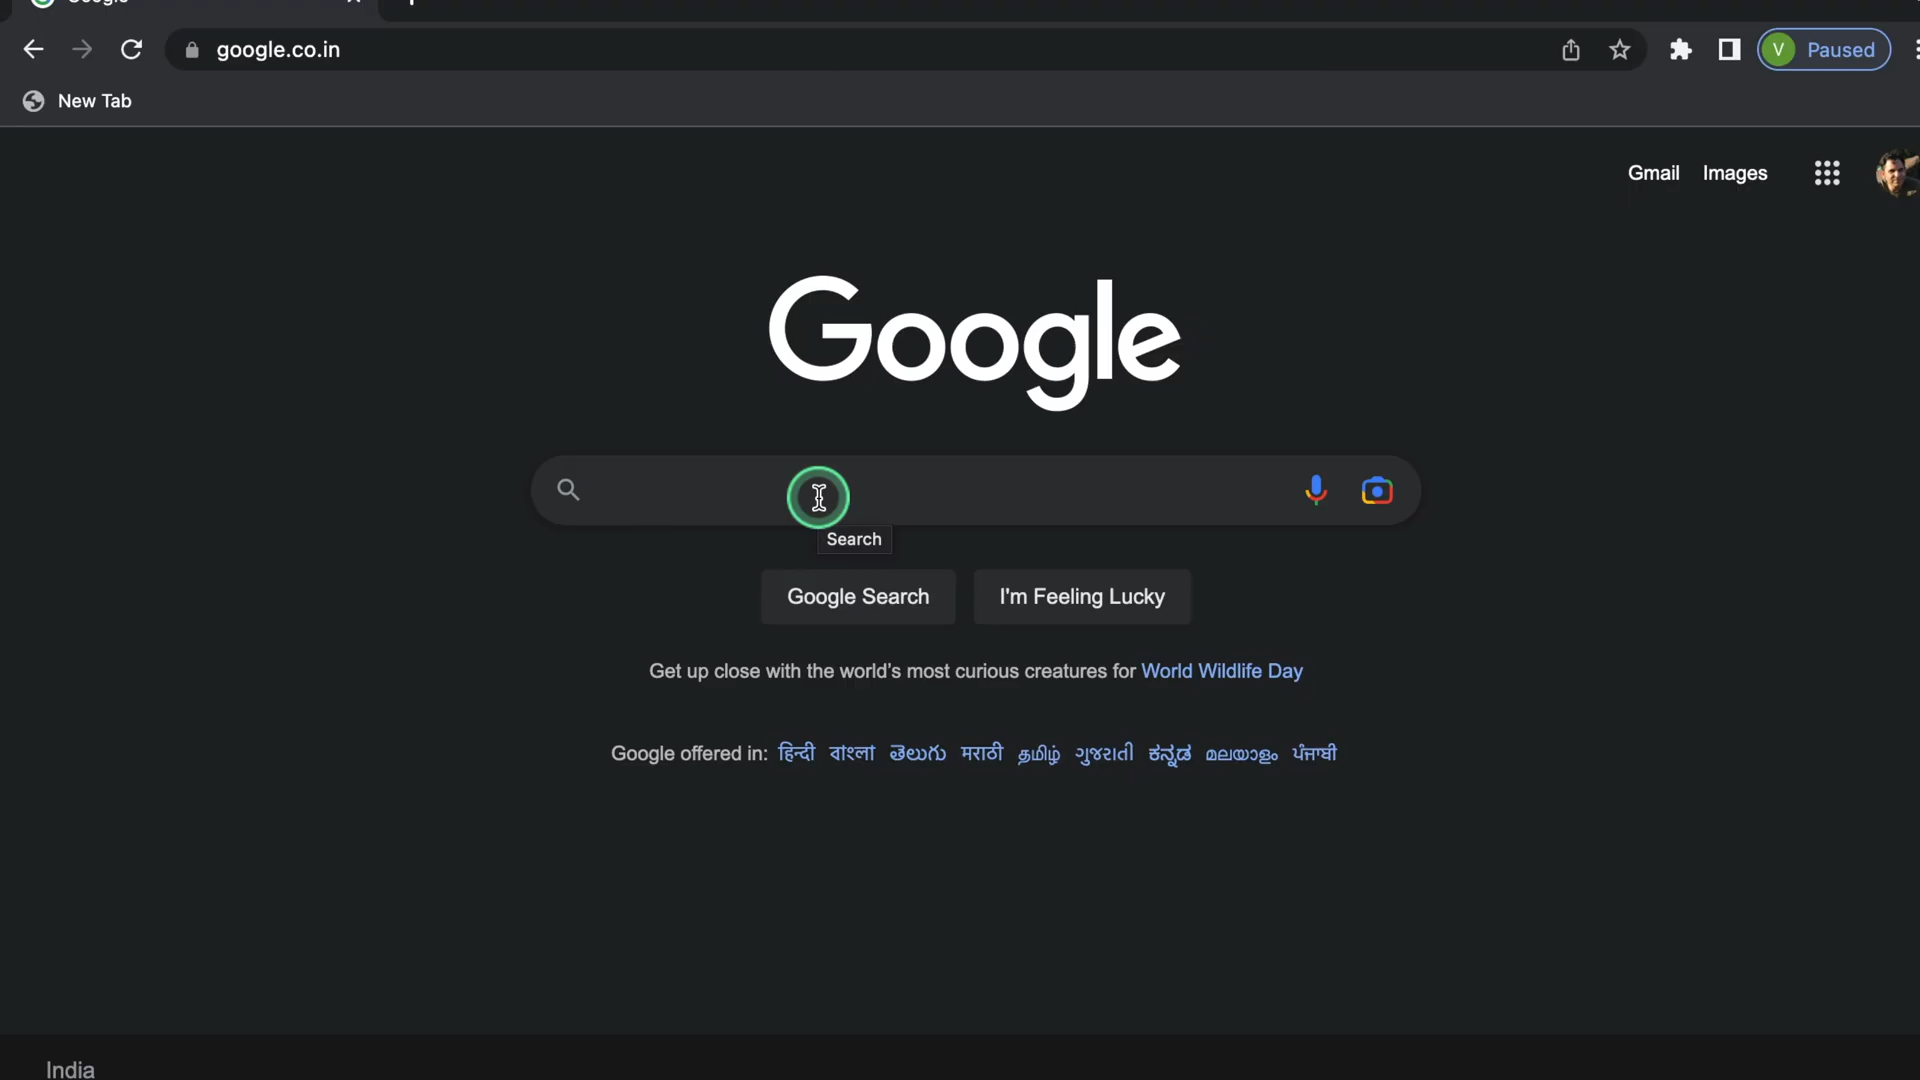 Google
google.co.in
V Paused
New Tab
Gmail Images
Google
Search
Google Search I'm Feeling Lucky
Get up close with the world's most curious creatures for World Wildlife Day
Google offered in: हिन्दी বাংলা తెలుగు मराठी தமிழ் ગુજરાતી ಕನ್ನಡ മലയാളം ਪੰਜਾਬੀ
India